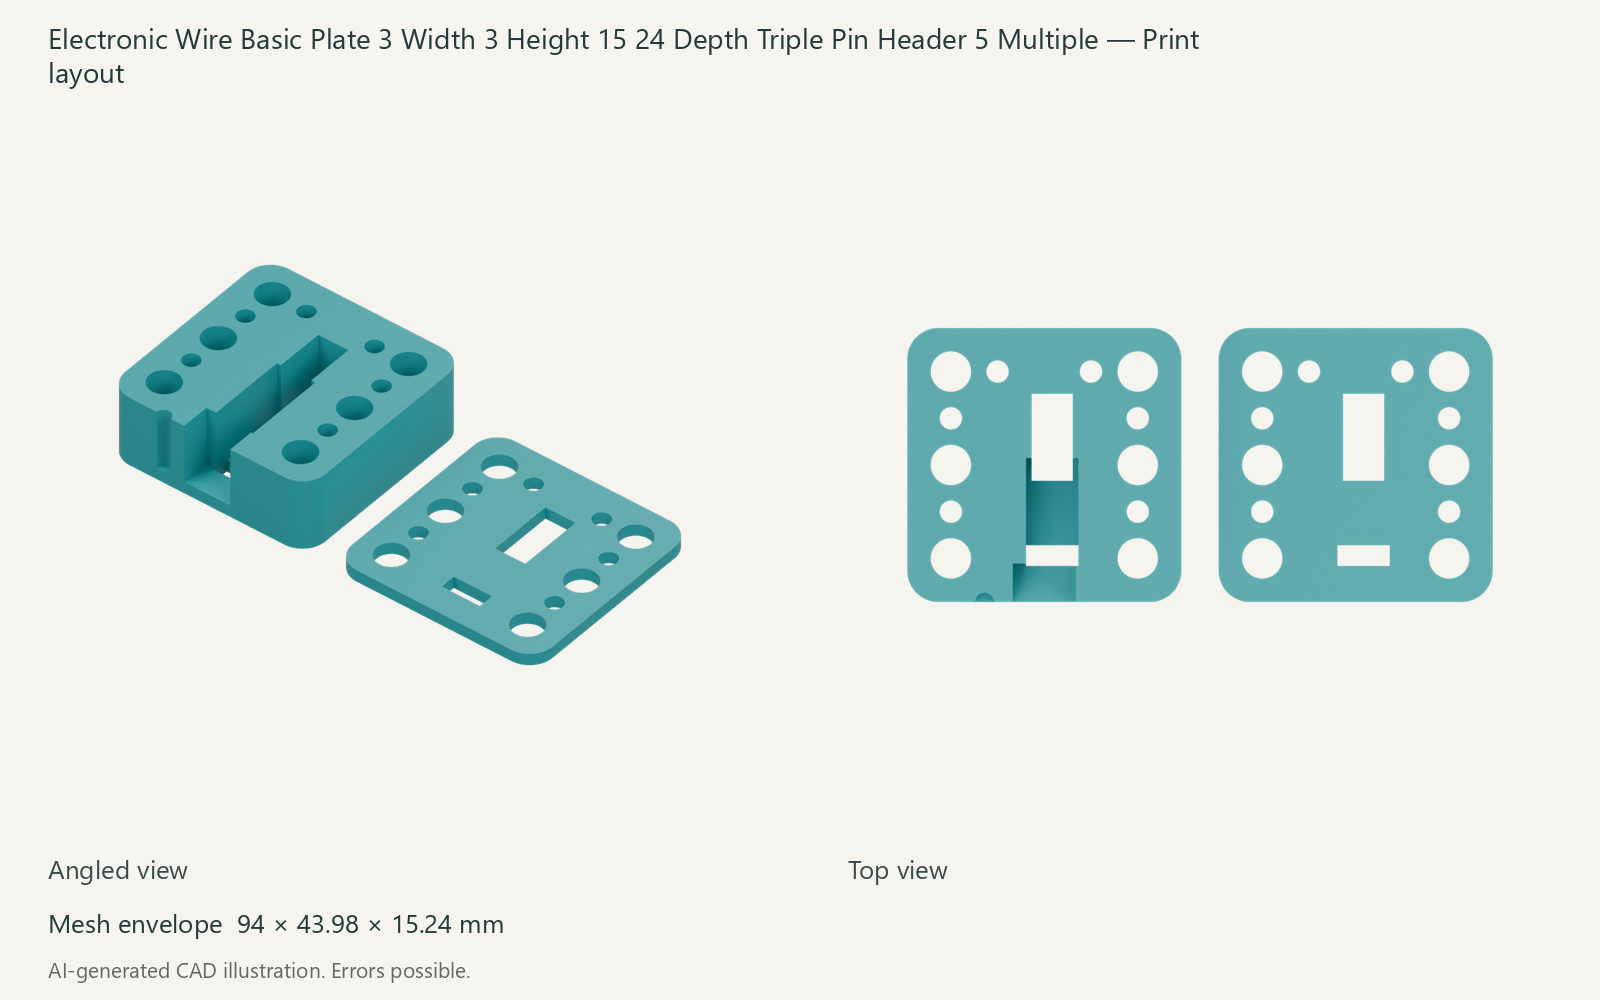 Electronic Wire Basic Plate 3 Width 3 Height 15 24 Depth Triple Pin Header 5 Multiple — Print
layout
Angled view
Top view
Mesh envelope  94 × 43.98 × 15.24 mm
AI-generated CAD illustration. Errors possible.